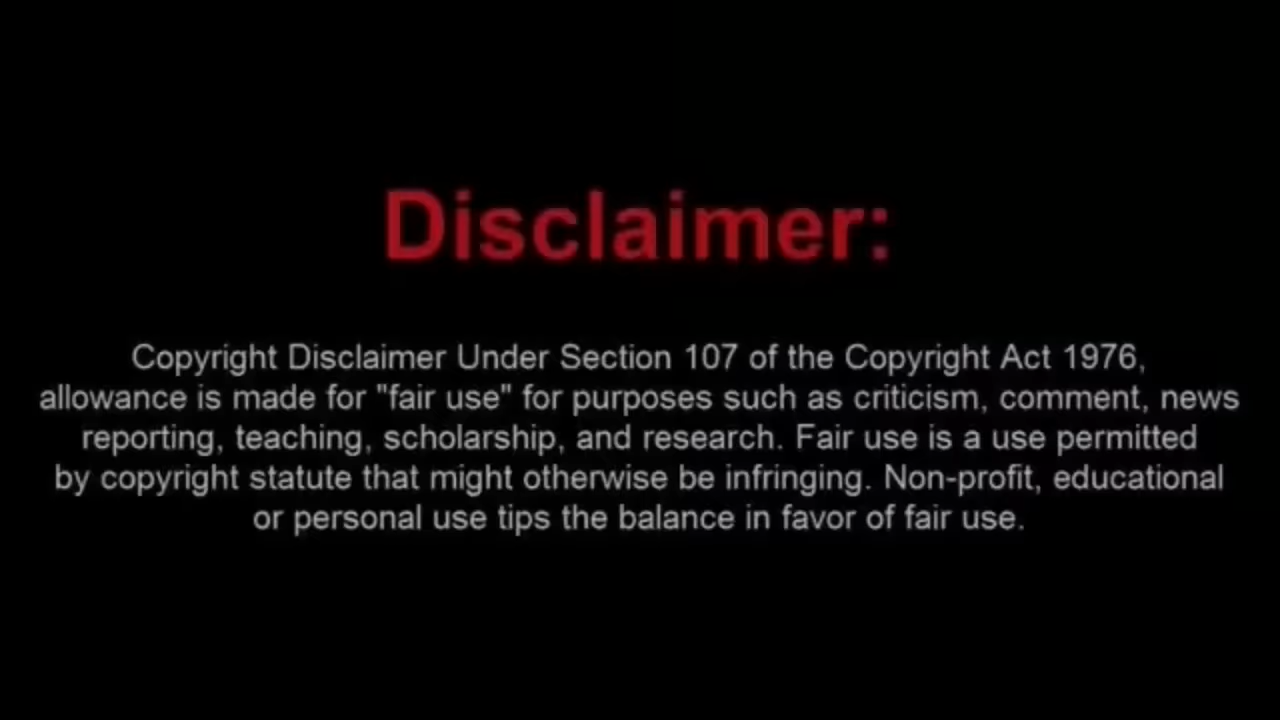 Disclaimer:
Copyright Disclaimer Under Section 107 of the Copyright Act 1976,
allowance is made for "fair use" for purposes such as criticism, comment, news
reporting, teaching, scholarship, and research. Fair use is a use permitted
by copyright statute that might otherwise be infringing. Non-profit, educational
or personal use tips the balance in favor of fair use.